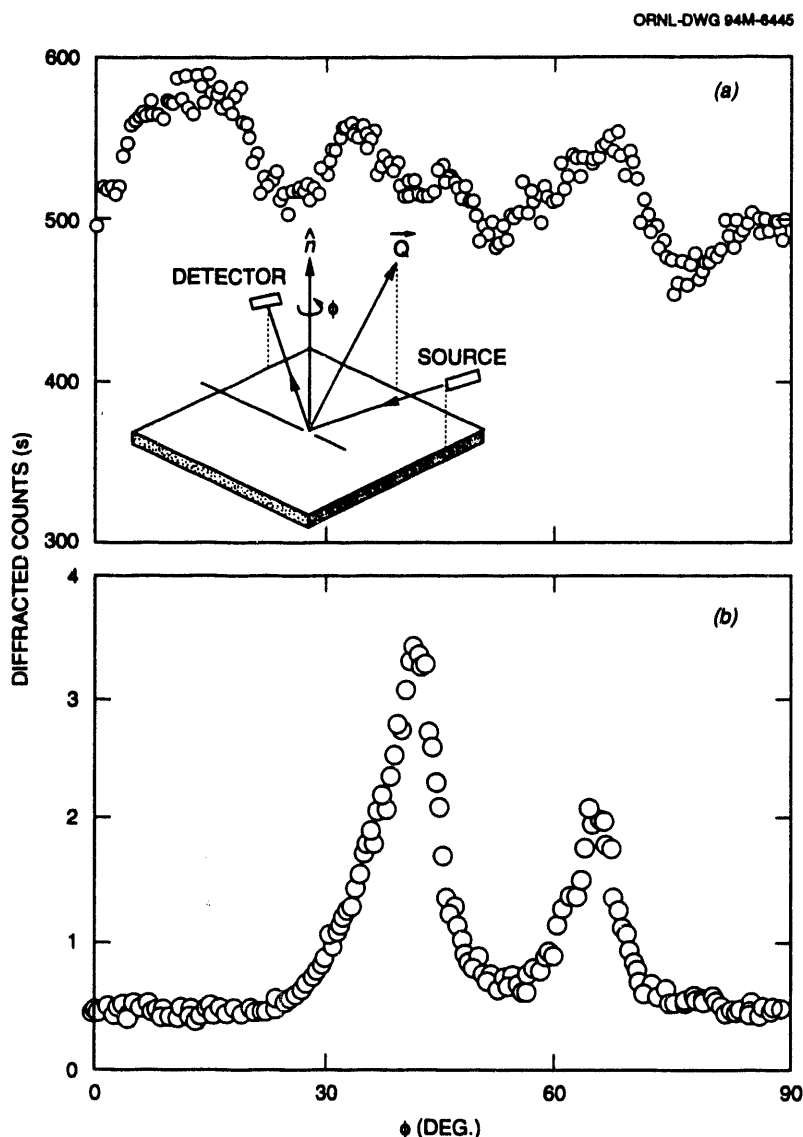 ORNL-DWG 94M-6445
600
(a)
500
n̂
Q⃗
DETECTOR
ϕ
SOURCE
400
300
DIFFRACTED COUNTS (s)
4
(b)
3
2
1
0
0
30
60
90
ϕ (DEG.)